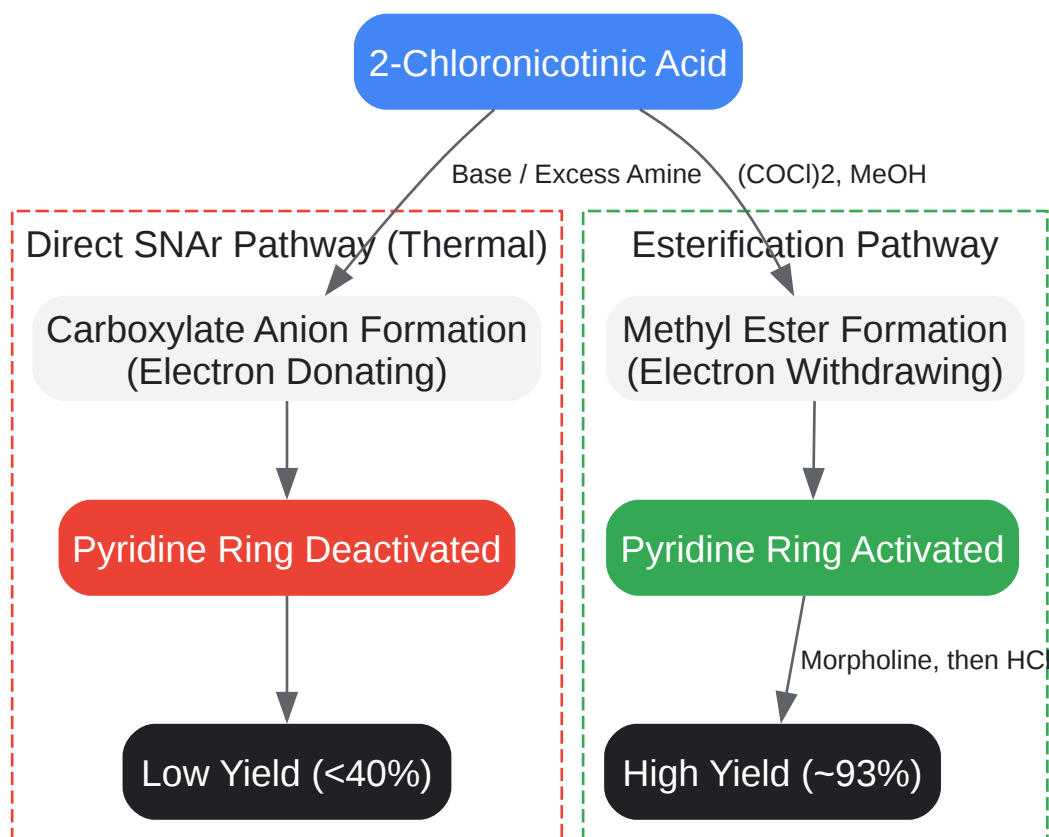 2-Chloronicotinic Acid
Base / Excess Amine
(COCl)2, MeOH
Direct SNAr Pathway (Thermal)
Esterification Pathway
Carboxylate Anion Formation
(Electron Donating)
Methyl Ester Formation
(Electron Withdrawing)
Pyridine Ring Deactivated
Pyridine Ring Activated
Morpholine, then HCl
Low Yield (<40%)
High Yield (~93%)